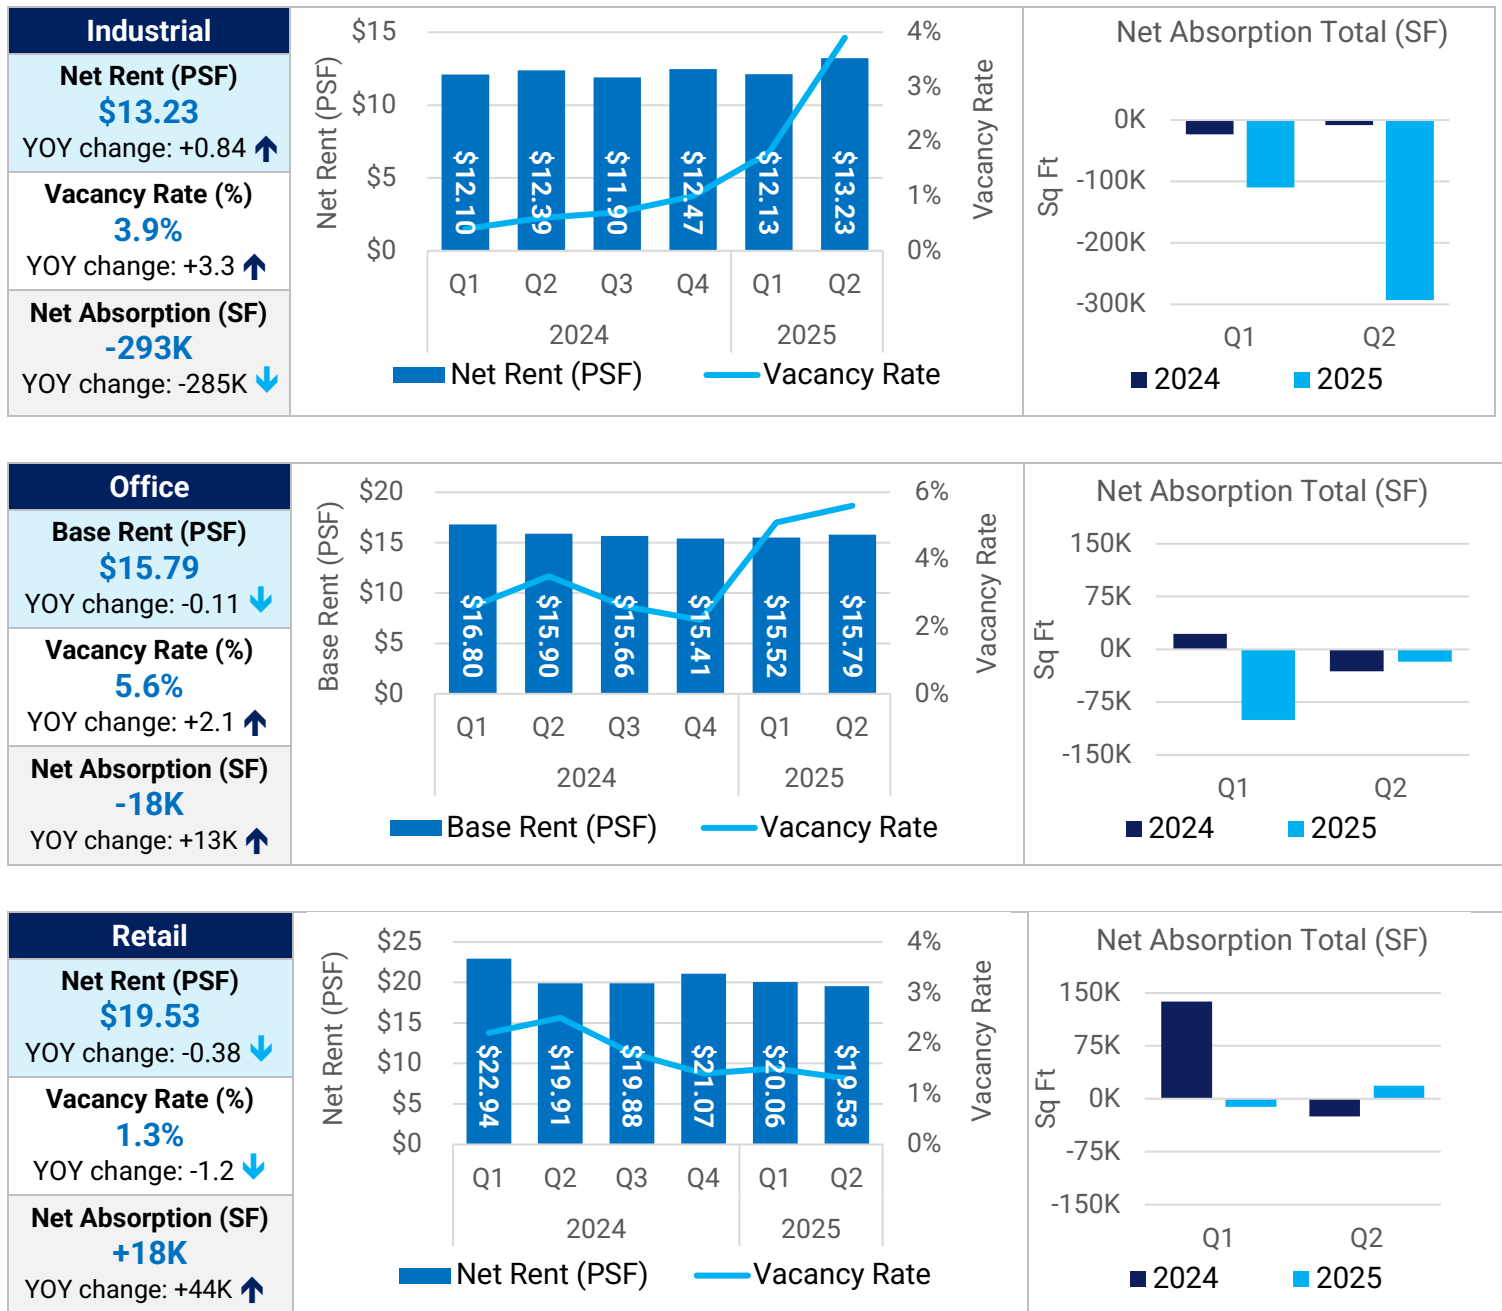 Industrial
Net Rent (PSF)
$13.23
YOY change: +0.84
Vacancy Rate (%)
3.9%
YOY change: +3.3
Net Absorption (SF)
-293K
YOY change: -285K
$15
$10
$5
$0
Net Rent (PSF)
4%
3%
2%
1%
0%
Vacancy Rate
$12.10
$12.39
$11.90
$12.47
$12.13
$13.23
Q1 Q2 Q3 Q4 Q1 Q2
2024 2025
Net Rent (PSF) Vacancy Rate
Net Absorption Total (SF)
0K
-100K
-200K
-300K
Sq Ft
Q1 Q2
2024 2025
Office
Base Rent (PSF)
$15.79
YOY change: -0.11
Vacancy Rate (%)
5.6%
YOY change: +2.1
Net Absorption (SF)
-18K
YOY change: +13K
$20
$15
$10
$5
$0
Base Rent (PSF)
6%
4%
2%
0%
Vacancy Rate
$16.80
$15.90
$15.66
$15.41
$15.52
$15.79
Q1 Q2 Q3 Q4 Q1 Q2
2024 2025
Base Rent (PSF) Vacancy Rate
Net Absorption Total (SF)
150K
75K
0K
-75K
-150K
Sq Ft
Q1 Q2
2024 2025
Retail
Net Rent (PSF)
$19.53
YOY change: -0.38
Vacancy Rate (%)
1.3%
YOY change: -1.2
Net Absorption (SF)
+18K
YOY change: +44K
$25
$20
$15
$10
$5
$0
Net Rent (PSF)
4%
3%
2%
1%
0%
Vacancy Rate
$22.94
$19.91
$19.88
$21.07
$20.06
$19.53
Q1 Q2 Q3 Q4 Q1 Q2
2024 2025
Net Rent (PSF) Vacancy Rate
Net Absorption Total (SF)
150K
75K
0K
-75K
-150K
Sq Ft
Q1 Q2
2024 2025